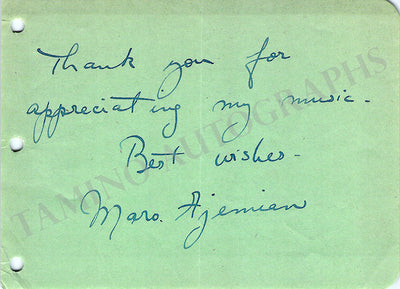 Thank you for
appreciating my music.
Best wishes.
Maro. Ajemian
TAMINO AUTOGRAPHS